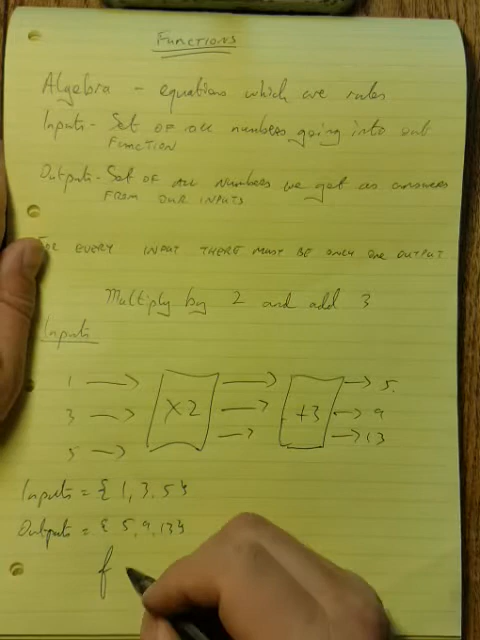 FUNCTIONS
Algebra - equations which are rules
Inputs - Set OF all numbers going into our
FUNCTION
Outputs - Set OF ALL NUMBERS we get as answers
FROM OUR INPUTS
FOR EVERY INPUT THERE MUST BE ONLY ONE OUTPUT
Multiply by 2 and add 3
Inputs
1 → ×2 → +3 → 5.
3 → → → 9
5 → → → 13
Inputs = { 1, 3, 5 }
Outputs = { 5, 9, 13 }
f